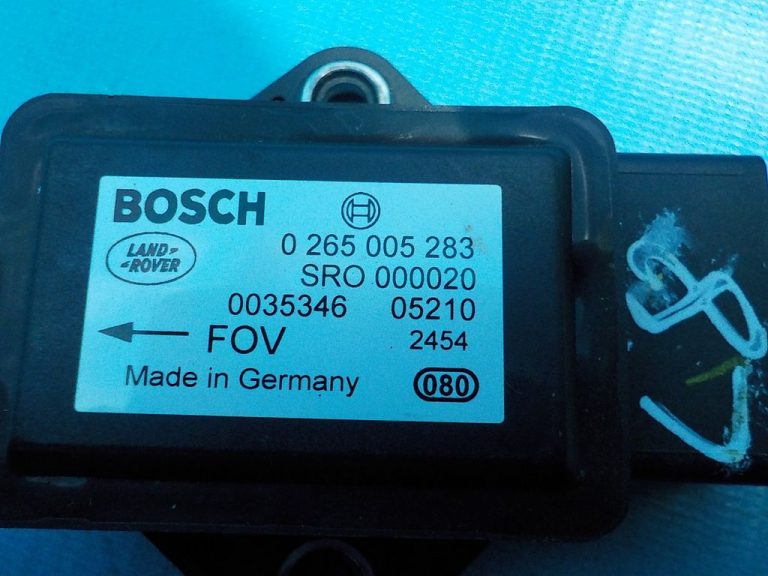 BOSCH
LAND-
-ROVER
0 265 005 283
SRO 000020
0035346 05210
FOV 2454
Made in Germany 080